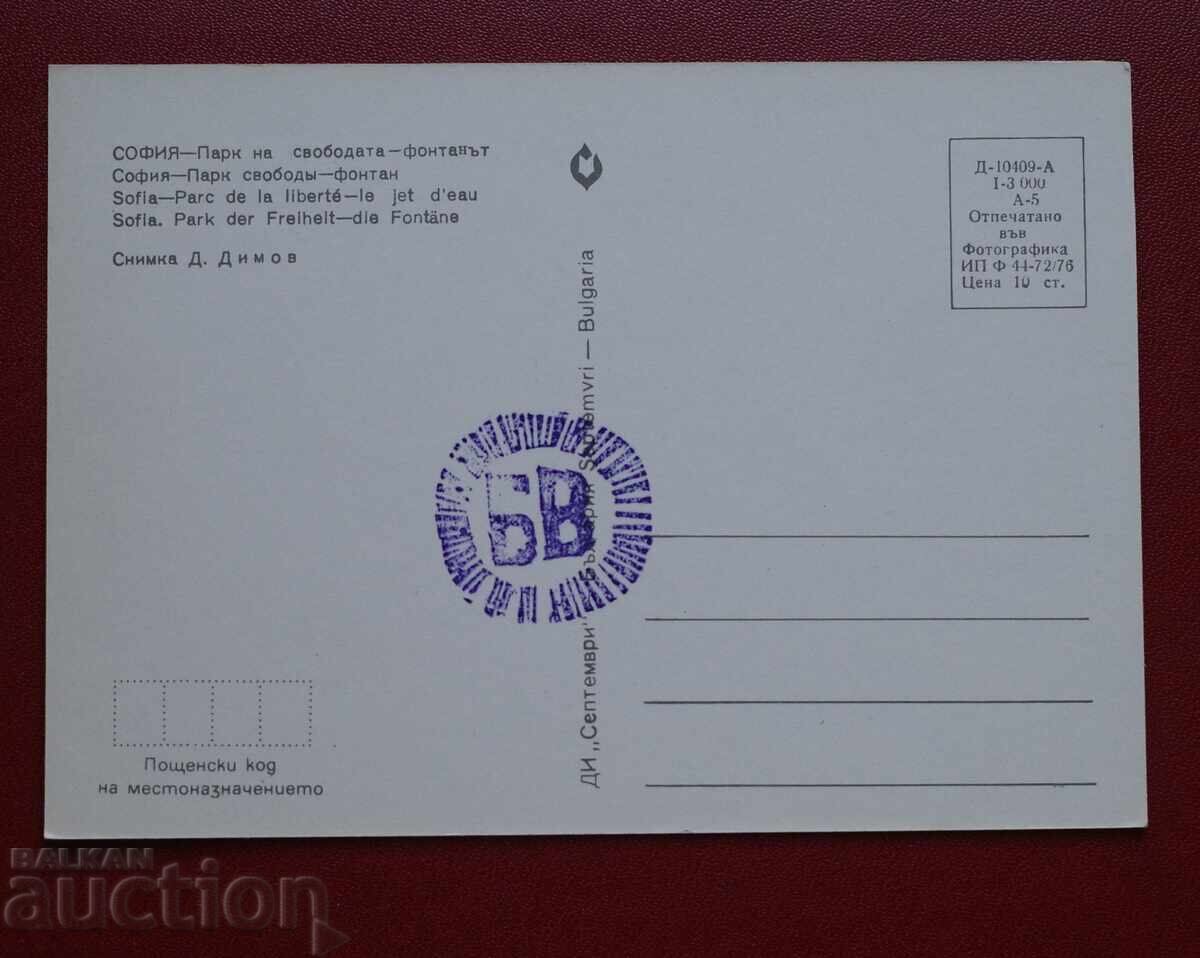 СОФИЯ—Парк на свободата—фонтанът
София—Парк свободы—фонтан
Sofia—Parc de la liberté—le jet d'eau
Sofia. Park der Freiheit—die Fontäne
Снимка Д. Димов
Д-10409-А
I-3 000
А-5
Отпечатано
във
Фотографика
ИП Ф 44-72/76
Цена 10 ст.
ДИ „Септември" България Septemvri — Bulgaria
БВ
Пощенски код
на местоназначението
BALKAN
auction